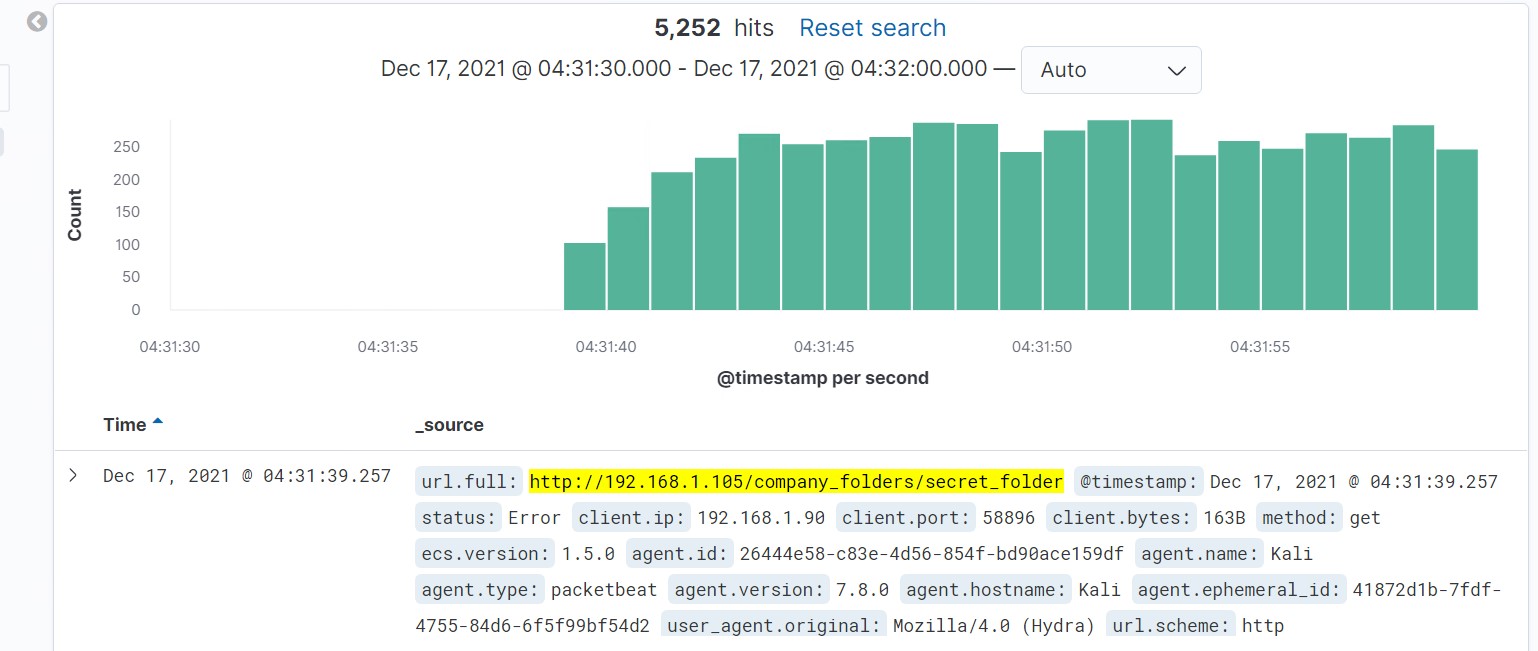 5,252 hits Reset search
Dec 17, 2021 @ 04:31:30.000 - Dec 17, 2021 @ 04:32:00.000 — Auto
250
200
150
100
50
0
Count
04:31:30 04:31:35 04:31:40 04:31:45 04:31:50 04:31:55
@timestamp per second
Time _source
Dec 17, 2021 @ 04:31:39.257 url.full: http://192.168.1.105/company_folders/secret_folder @timestamp: Dec 17, 2021 @ 04:31:39.257
status: Error client.ip: 192.168.1.90 client.port: 58896 client.bytes: 163B method: get
ecs.version: 1.5.0 agent.id: 26444e58-c83e-4d56-854f-bd90ace159df agent.name: Kali
agent.type: packetbeat agent.version: 7.8.0 agent.hostname: Kali agent.ephemeral_id: 41872d1b-7fdf-
4755-84d6-6f5f99bf54d2 user_agent.original: Mozilla/4.0 (Hydra) url.scheme: http